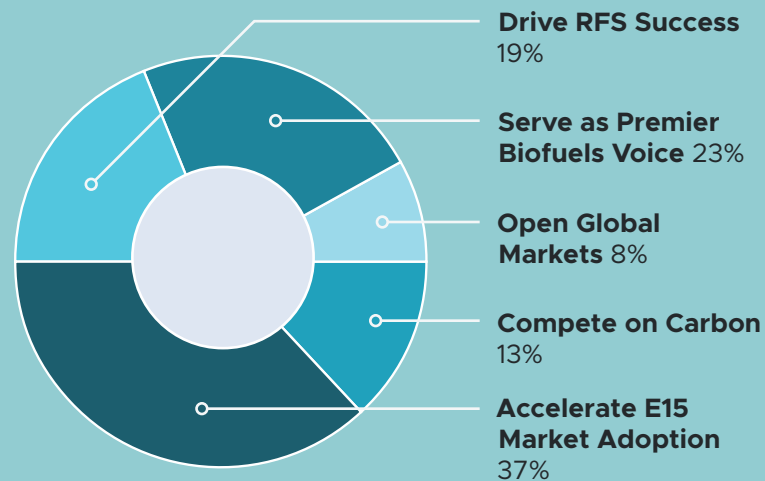 Drive RFS Success
19%
Serve as Premier
Biofuels Voice 23%
Open Global
Markets 8%
Compete on Carbon
13%
Accelerate E15
Market Adoption
37%